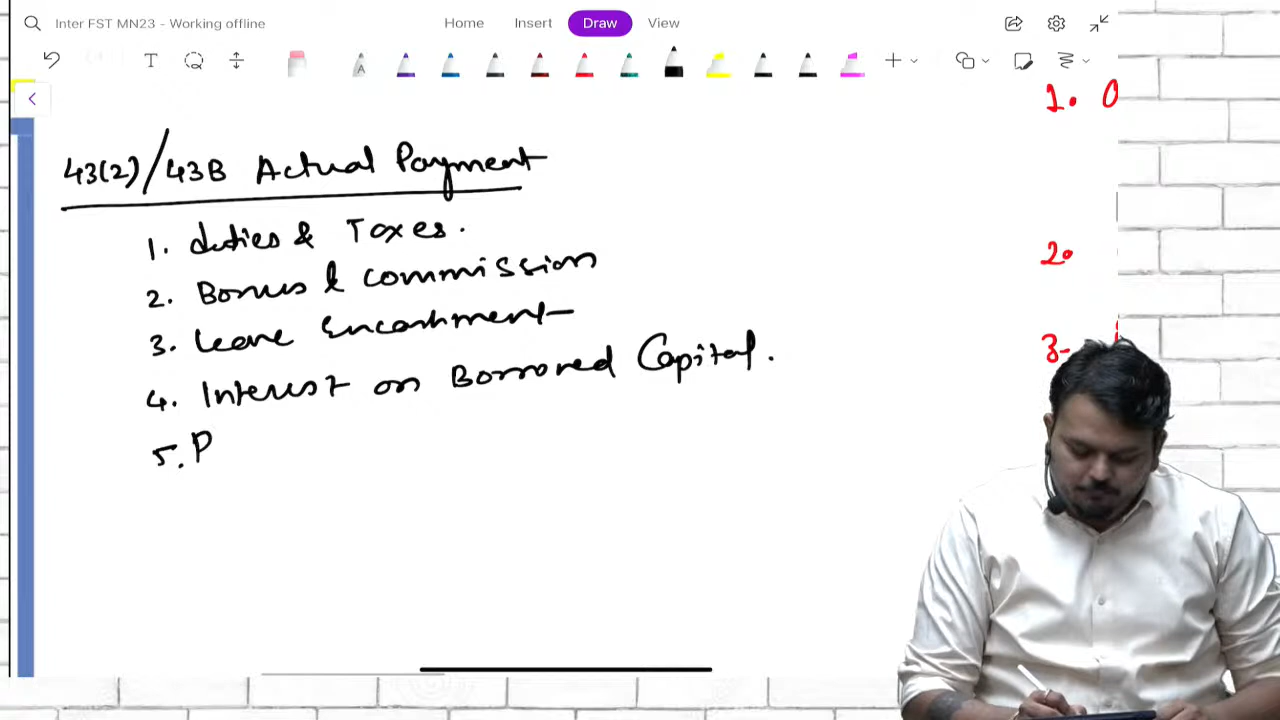 Inter FST MN23 - Working offline
Home Insert Draw View
T
A
43(2)/43B Actual Payment
1. Duties & Taxes.
2. Bonus & Commission
3. Leave Encashment
4. Interest on Borrowed Capital.
5. P
1. O
2.
3-